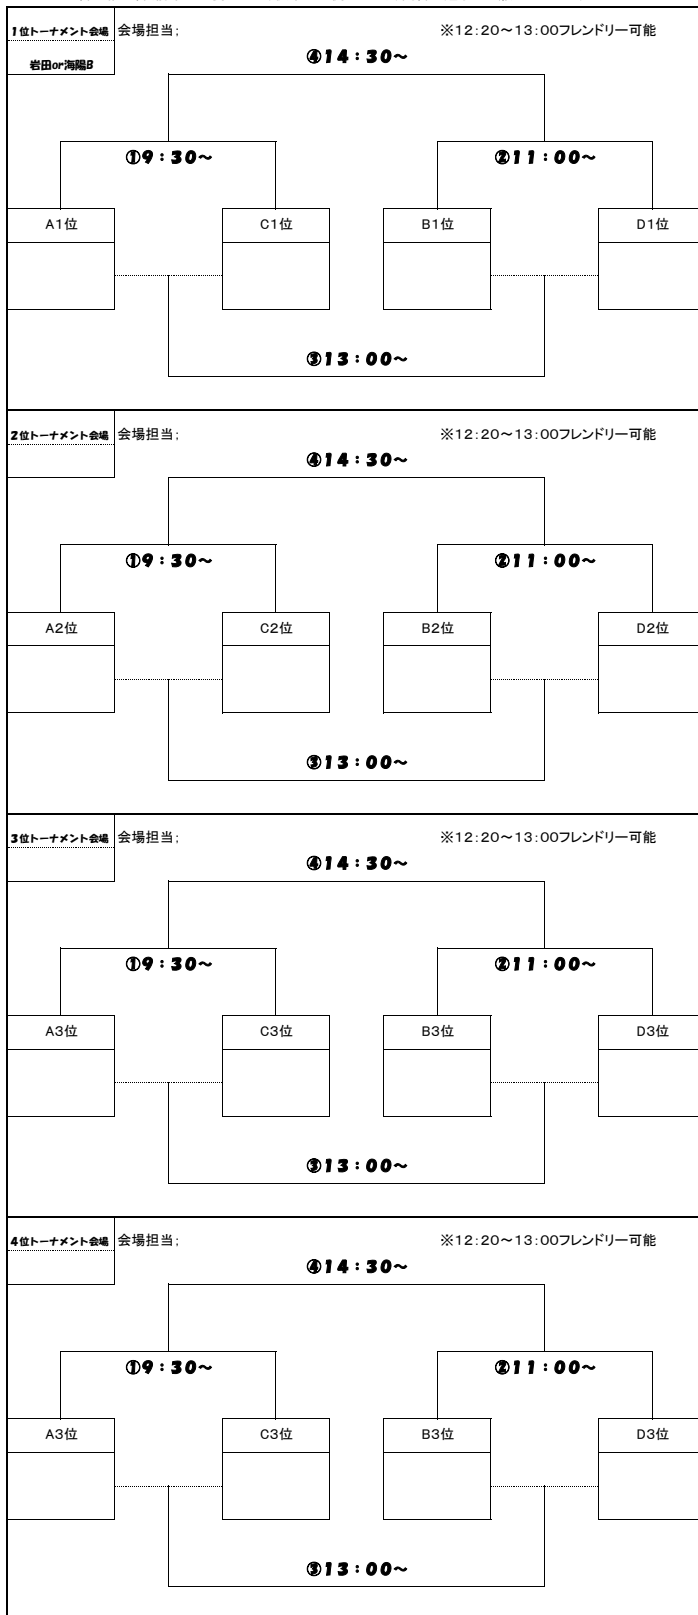 1位トーナメント会場 会場担当; ※12:20～13:00フレンドリー可能
岩田or海陽B
④14:30～
①9:30～ ②11:00～
A1位 C1位 B1位 D1位
③13:00～
2位トーナメント会場 会場担当; ※12:20～13:00フレンドリー可能
④14:30～
①9:30～ ②11:00～
A2位 C2位 B2位 D2位
③13:00～
3位トーナメント会場 会場担当; ※12:20～13:00フレンドリー可能
④14:30～
①9:30～ ②11:00～
A3位 C3位 B3位 D3位
③13:00～
4位トーナメント会場 会場担当; ※12:20～13:00フレンドリー可能
④14:30～
①9:30～ ②11:00～
A3位 C3位 B3位 D3位
③13:00～